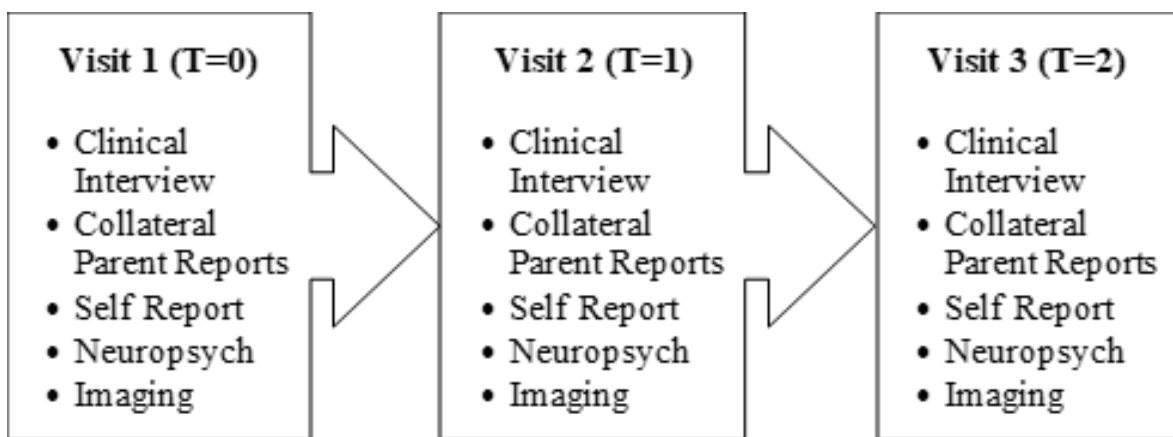 Visit 1 (T=0)
• Clinical
Interview
• Collateral
Parent Reports
• Self Report
• Neuropsych
• Imaging
Visit 2 (T=1)
• Clinical
Interview
• Collateral
Parent Reports
• Self Report
• Neuropsych
• Imaging
Visit 3 (T=2)
• Clinical
Interview
• Collateral
Parent Reports
• Self Report
• Neuropsych
• Imaging